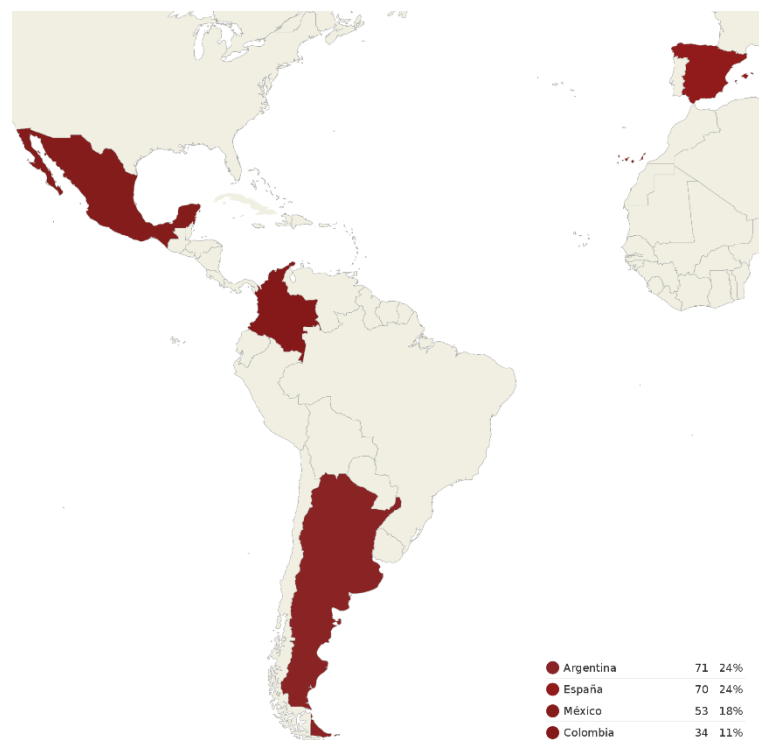 Argentina 71 24%
España 70 24%
México 53 18%
Colombia 34 11%